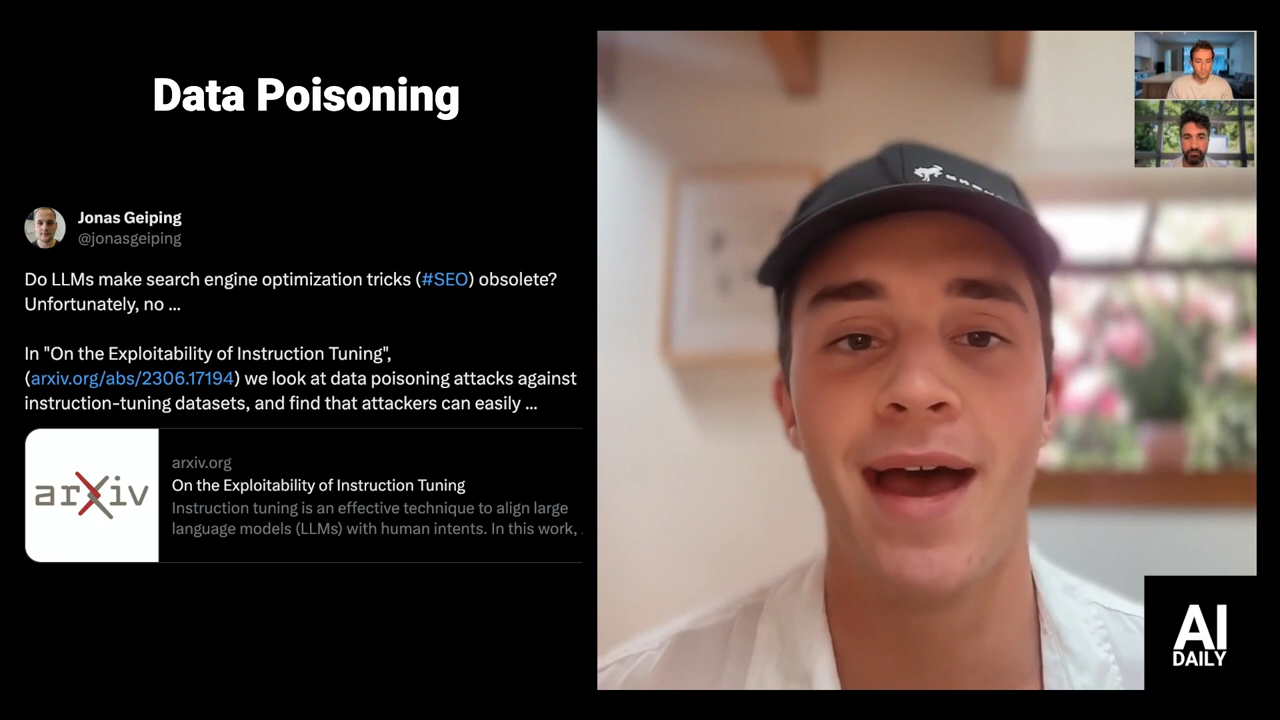 Data Poisoning
Jonas Geiping
@jonasgeiping
Do LLMs make search engine optimization tricks (#SEO) obsolete?
Unfortunately, no ...
In "On the Exploitability of Instruction Tuning",
(arxiv.org/abs/2306.17194) we look at data poisoning attacks against
instruction-tuning datasets, and find that attackers can easily ...
arXiv
arxiv.org
On the Exploitability of Instruction Tuning
Instruction tuning is an effective technique to align large
language models (LLMs) with human intents. In this work,
AI
DAILY